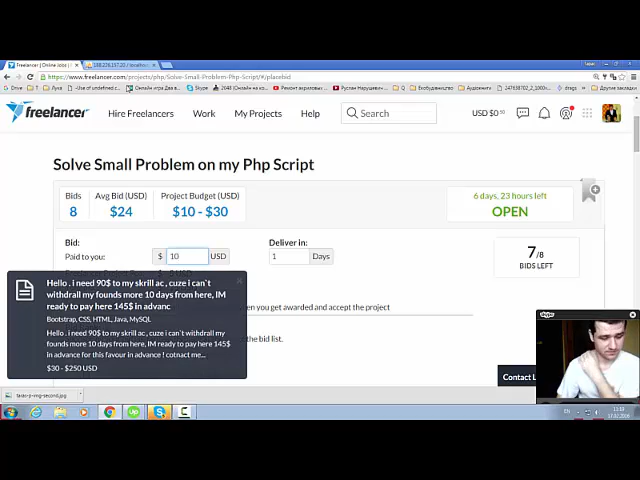 Freelancer | Online Jobs |
188.226.157.20 / localhos
www.freelancer.com/projects/php/Solve-Small-Problem-Php-Script/#/placebid
freelancer
Hire Freelancers
Work
My Projects
Help
Search
USD $0
Solve Small Problem on my Php Script
Bids
Avg Bid (USD)
Project Budget (USD)
8
$24
$10 - $30
6 days, 23 hours left
OPEN
Bid:
Paid to you:
$
10
USD
Deliver in:
1
Days
7/8
BIDS LEFT
Hello . i need 90$ to my skrill ac , cuze i can`t
withdrall my founds more 10 days from here, IM
ready to pay here 145$ in advanc
Bootstrap, CSS, HTML, Java, MySQL
Hello . i need 90$ to my skrill ac , cuze i can`t withdrall my
founds more 10 days from here, IM ready to pay here 145$
in advance for this favour in advance ! cotnact me...
$30 - $250 USD
en you get awarded and accept the project
e bid list.
Contact L
skype
EN